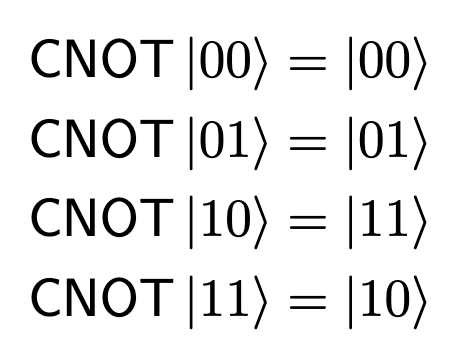 CNOT |00⟩ = |00⟩
CNOT |01⟩ = |01⟩
CNOT |10⟩ = |11⟩
CNOT |11⟩ = |10⟩